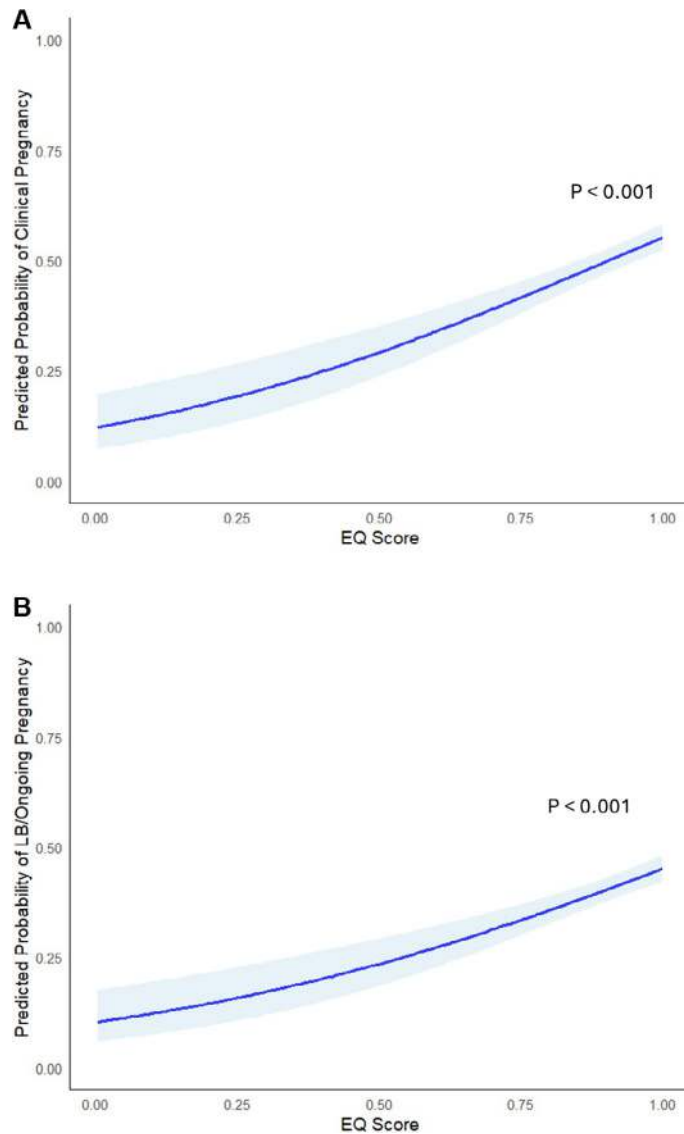 A
Predicted Probability of Clinical Pregnancy
1.00
0.75
0.50
0.25
0.00
P < 0.001
0.00 0.25 0.50 0.75 1.00
EQ Score
B
Predicted Probability of LB/Ongoing Pregnancy
1.00
0.75
0.50
0.25
0.00
P < 0.001
0.00 0.25 0.50 0.75 1.00
EQ Score